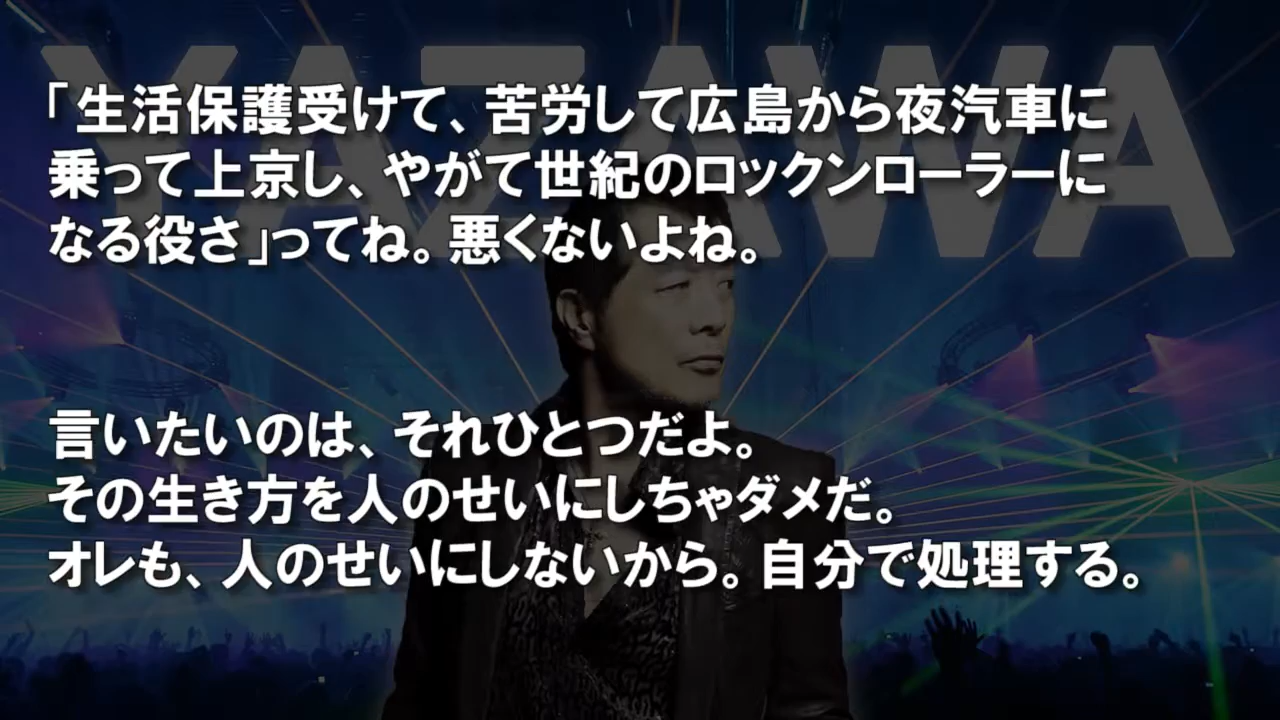 YAZAWA
「生活保護受けて、苦労して広島から夜汽車に
乗って上京し、やがて世紀のロックンローラーに
なる役さ」ってね。悪くないよね。
言いたいのは、それひとつだよ。
その生き方を人のせいにしちゃダメだ。
オレも、人のせいにしないから。自分で処理する。